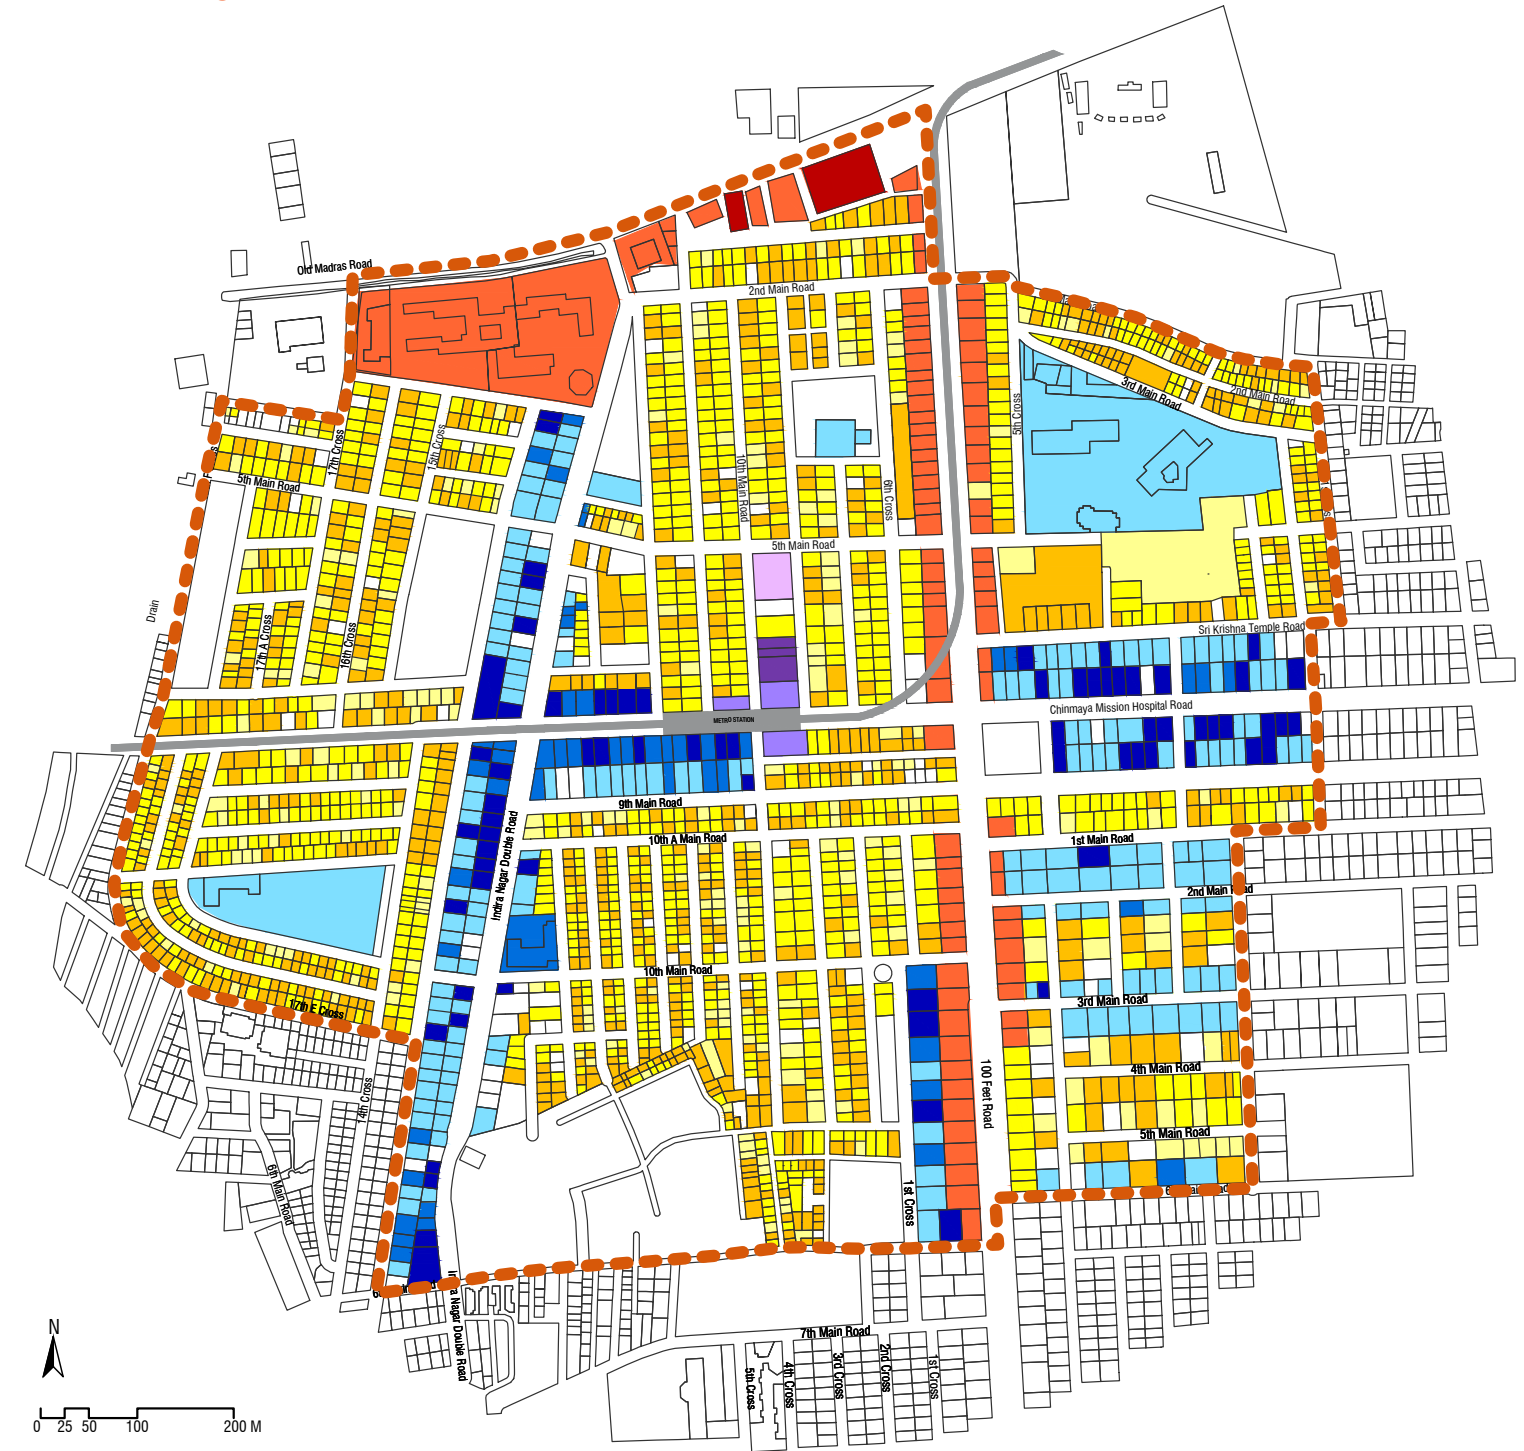 Old Madras Road
2nd Main Road
3rd Main Road
2nd Main Road
17th Cross
15th Cross
5th Main Road
10th Main Road
6th Cross
5th Cross
5th Main Road
Drain
17th A Cross
16th Cross
Sri Krishna Temple Road
Chinmaya Mission Hospital Road
METRO STATION
9th Main Road
10th A Main Road
1st Main Road
Indira Nagar Double Road
2nd Main Road
10th Main Road
17th E Cross
3rd Main Road
14th Cross
100 Feet Road
4th Main Road
5th Main Road
6th Main Road
1st Cross
Indira Nagar Double Road
7th Main Road
5th Cross
4th Cross
3rd Cross
2nd Cross
1st Cross
N
0 25 50 100 200 M